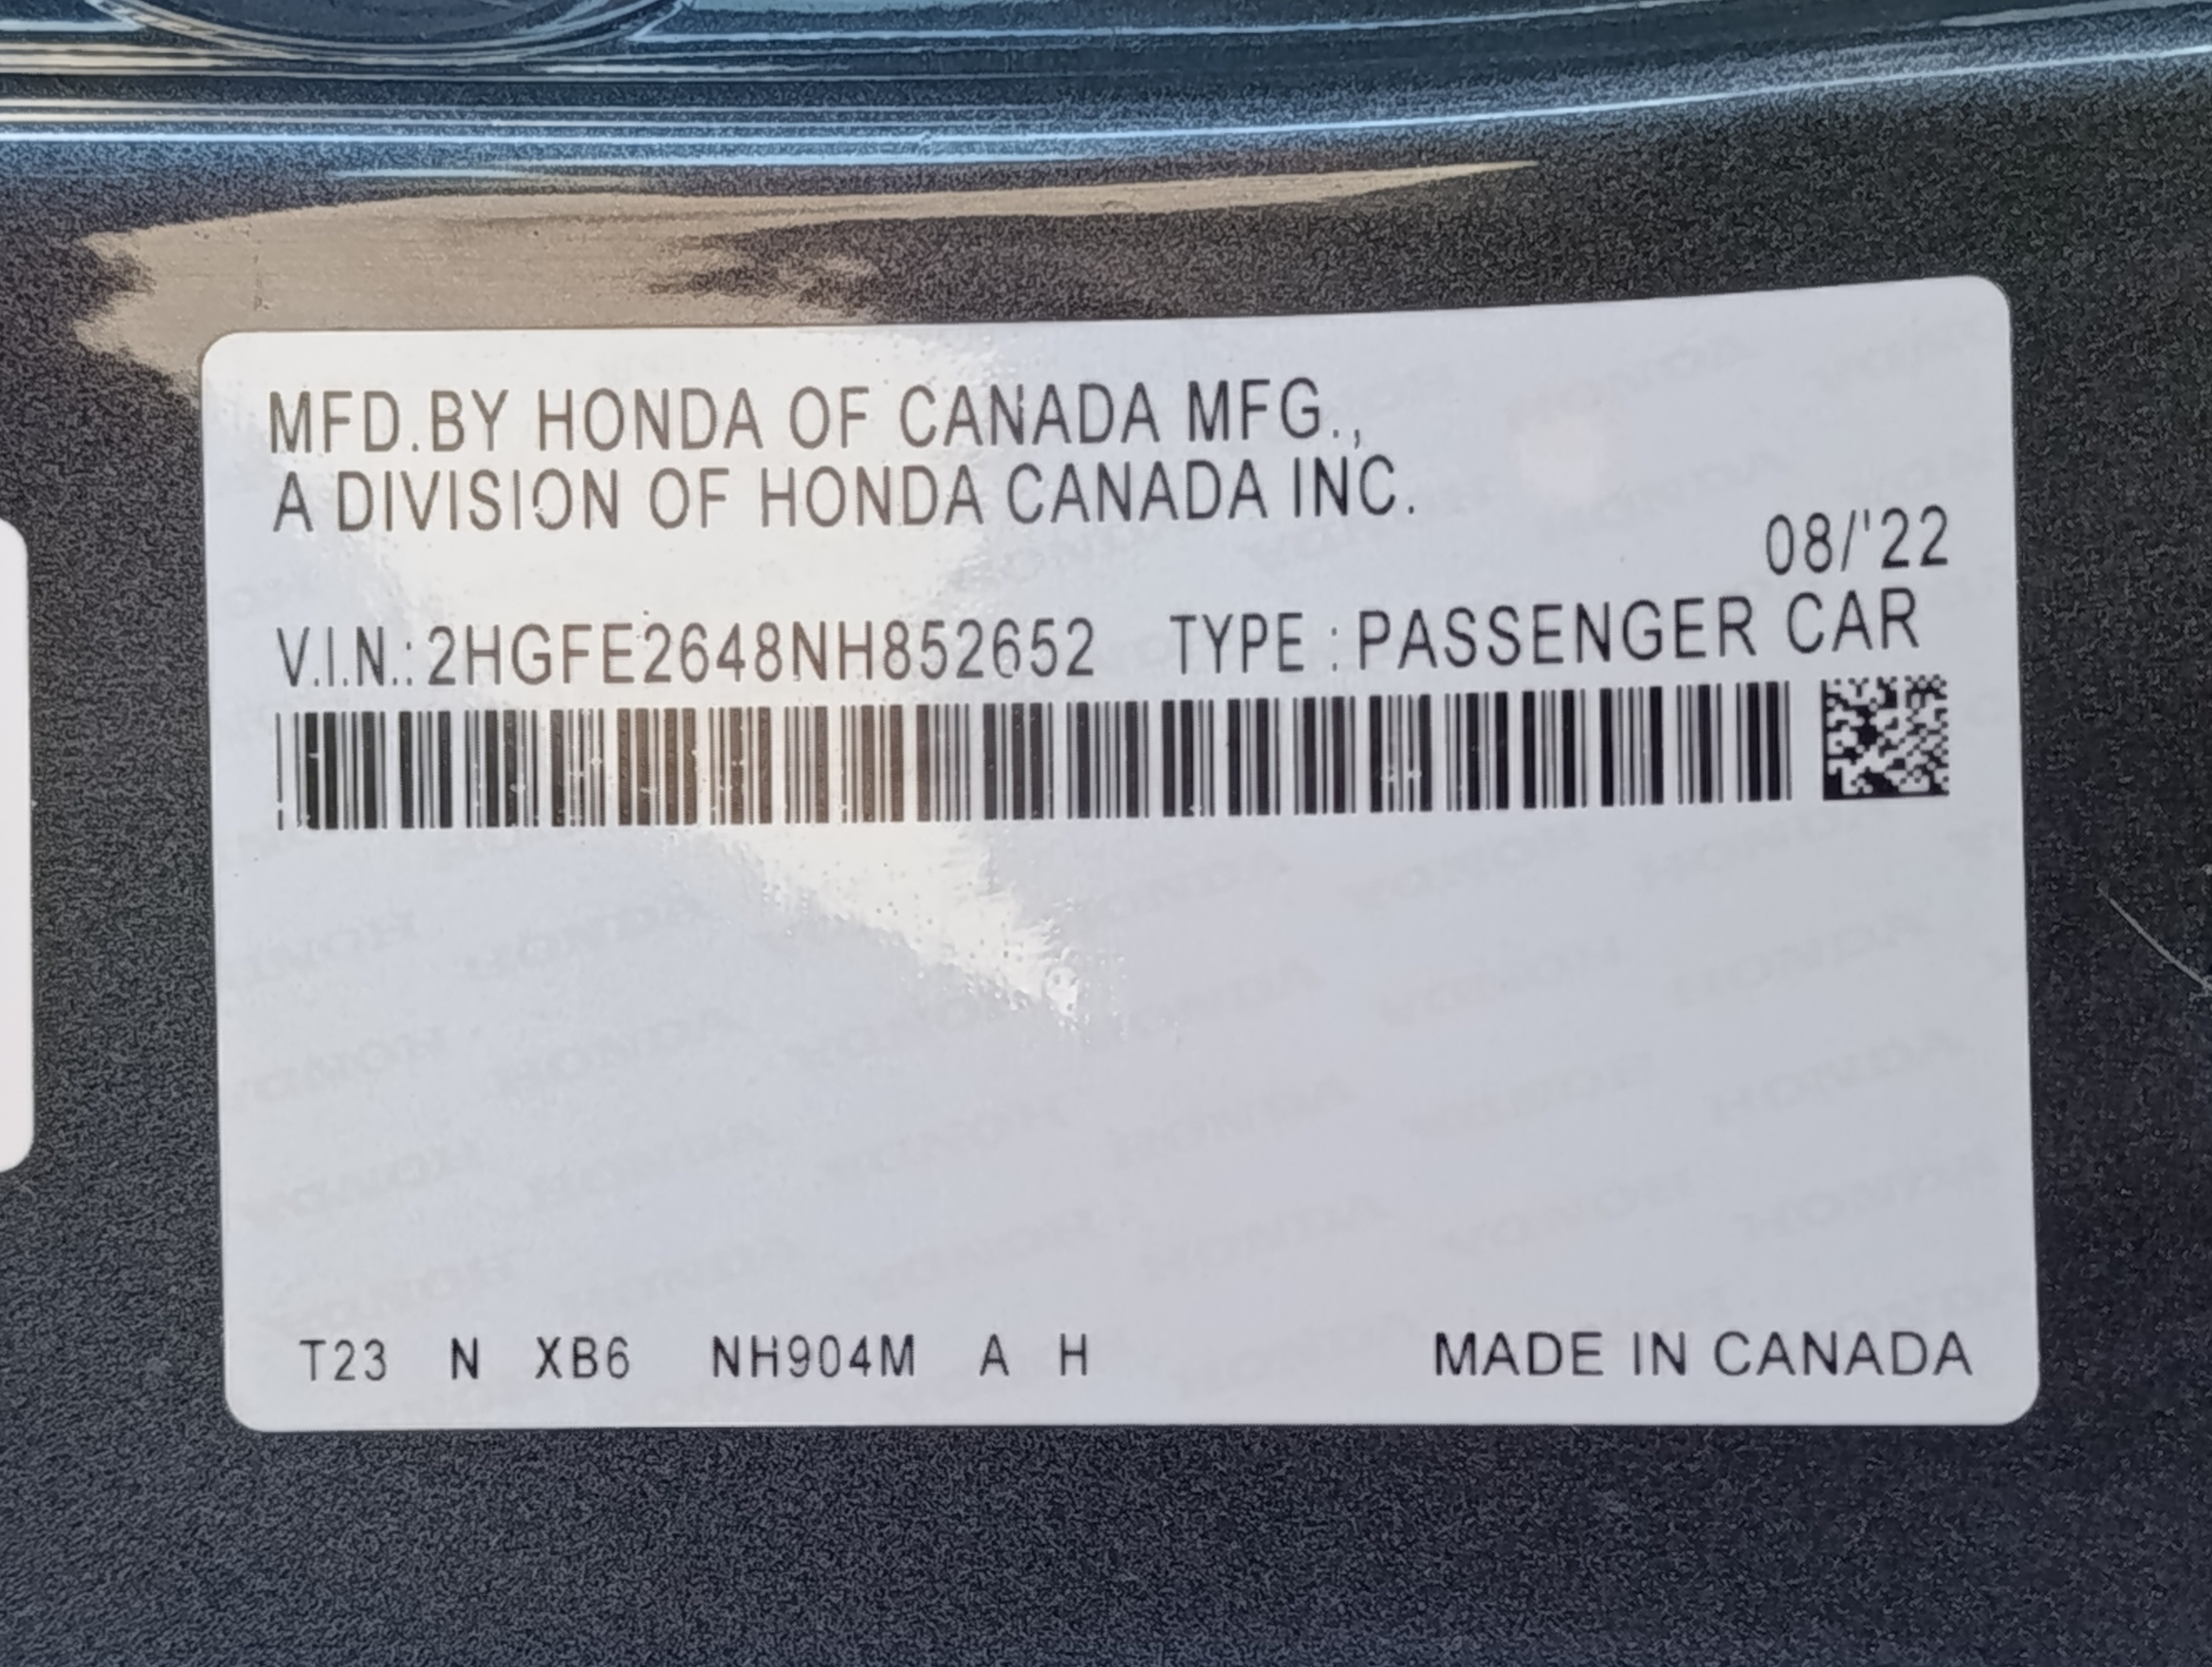 MFD.BY HONDA OF CANADA MFG.,
A DIVISION OF HONDA CANADA INC.
08/'22
V.I.N.: 2HGFE2648NH852652 TYPE : PASSENGER CAR
T23 N XB6 NH904M A H MADE IN CANADA